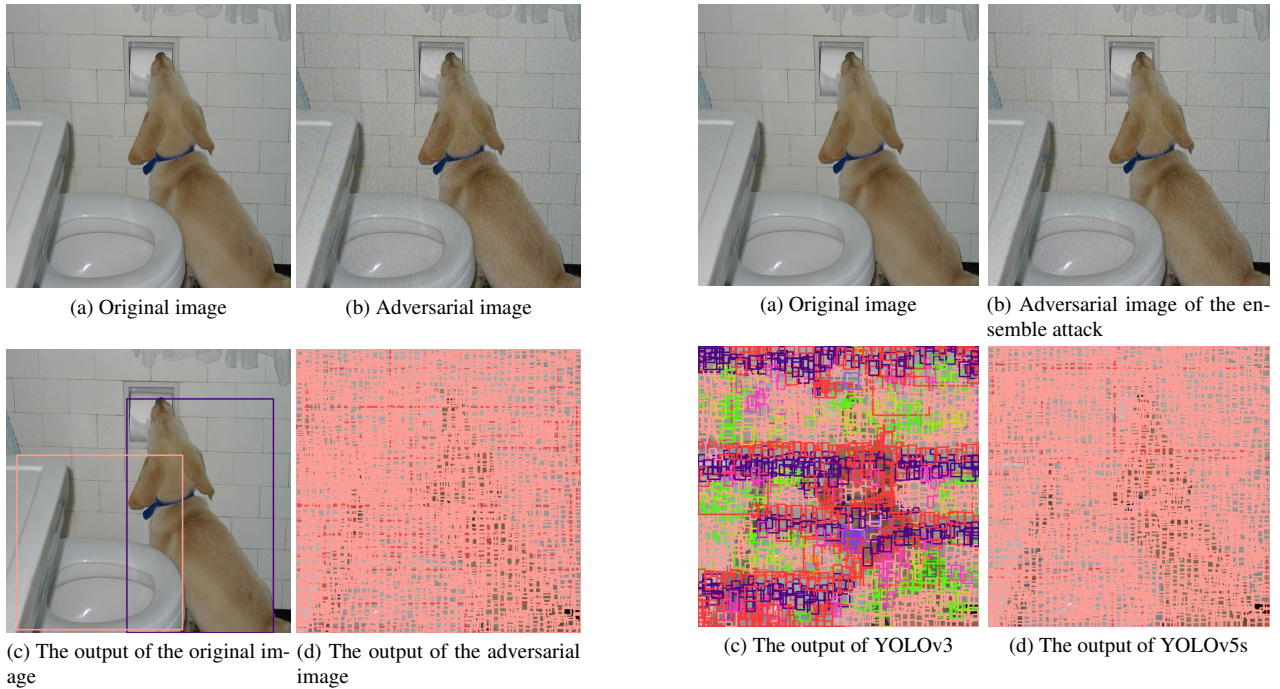 (a) Original image
(b) Adversarial image
(c) The output of the original im-
age
(d) The output of the adversarial
image
(a) Original image
(b) Adversarial image of the en-
semble attack
(c) The output of YOLOv3
(d) The output of YOLOv5s